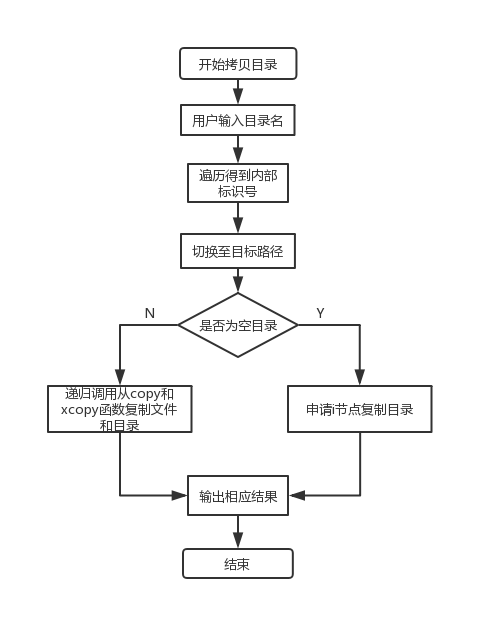 开始拷贝目录
用户输入目录名
遍历得到内部
标识号
切换至目标路径
是否为空目录
N
Y
递归调用从copy和
xcopy函数复制文件
和目录
申请i节点复制目录
输出相应结果
结束